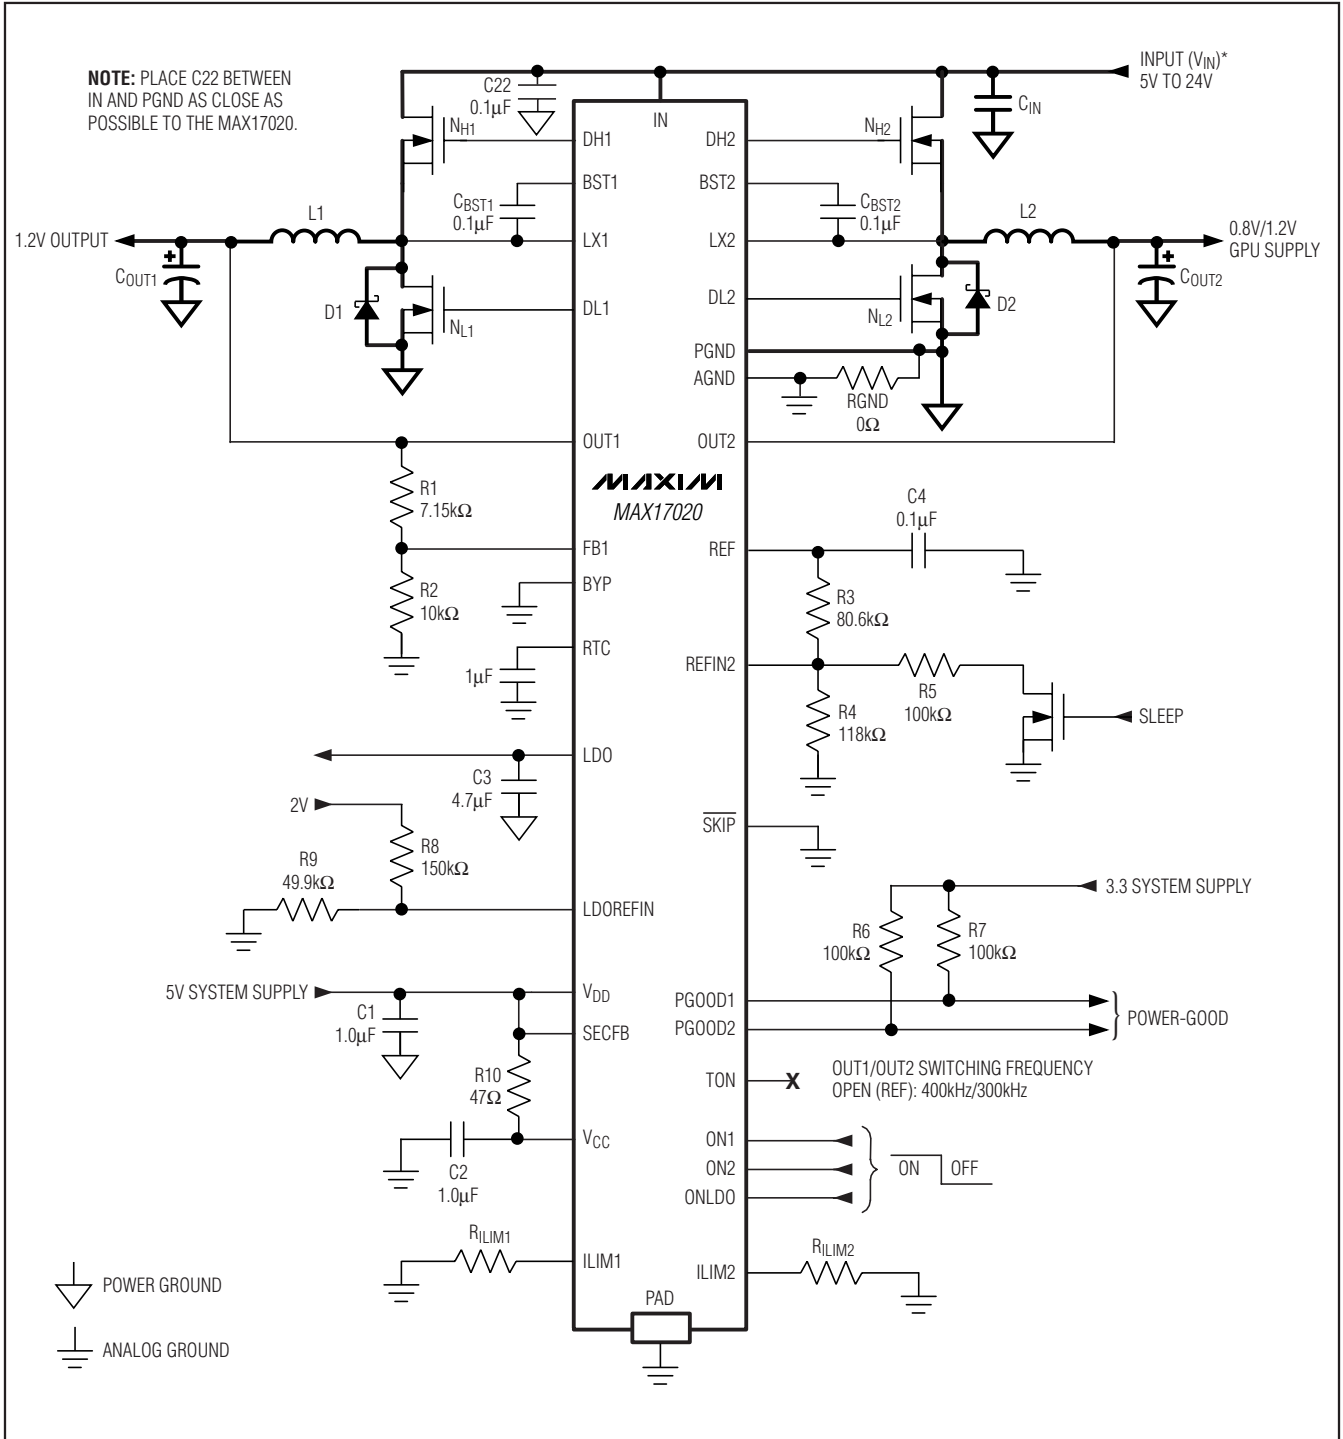 NOTE: PLACE C22 BETWEEN
IN AND PGND AS CLOSE AS
POSSIBLE TO THE MAX17020.
C22
0.1µF
IN
INPUT (VIN)*
5V TO 24V
CIN
NH1
DH1
DH2
NH2
BST1
BST2
CBST1
0.1µF
CBST2
0.1µF
L1
L2
1.2V OUTPUT
LX1
LX2
0.8V/1.2V
GPU SUPPLY
COUT1
COUT2
D1
NL1
DL1
DL2
NL2
D2
PGND
AGND
RGND
0Ω
OUT1
OUT2
MAXIM
MAX17020
R1
7.15kΩ
C4
0.1µF
FB1
REF
R2
10kΩ
BYP
R3
80.6kΩ
RTC
1µF
REFIN2
R5
100kΩ
R4
118kΩ
SLEEP
LDO
C3
4.7µF
2V
SKIP
R8
150kΩ
R9
49.9kΩ
LDOREFIN
3.3 SYSTEM SUPPLY
R6
100kΩ
R7
100kΩ
5V SYSTEM SUPPLY
VDD
C1
1.0µF
PGOOD1
PGOOD2
POWER-GOOD
SECFB
R10
47Ω
TON
X
OUT1/OUT2 SWITCHING FREQUENCY
OPEN (REF): 400kHz/300kHz
VCC
C2
1.0µF
ON1
ON2
ONLDO
ON
OFF
RILIM1
ILIM1
ILIM2
RILIM2
PAD
POWER GROUND
ANALOG GROUND